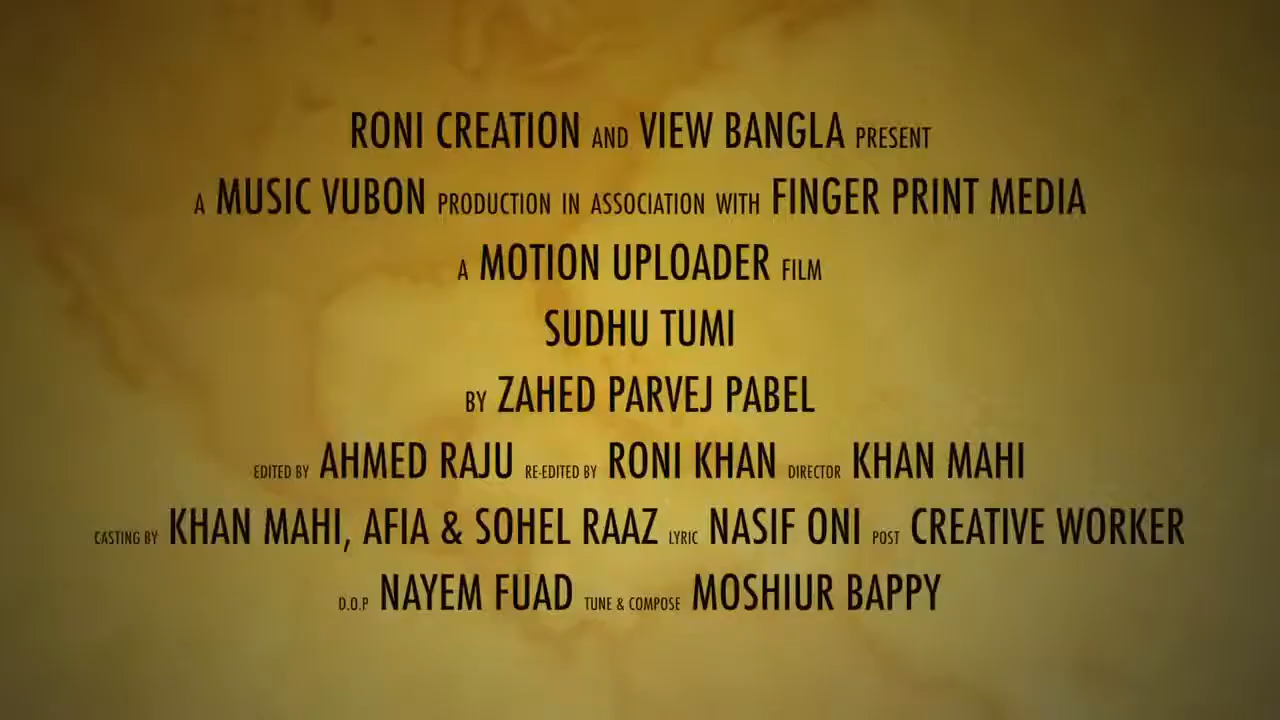 RONI CREATION AND VIEW BANGLA PRESENT
A MUSIC VUBON PRODUCTION IN ASSOCIATION WITH FINGER PRINT MEDIA
A MOTION UPLOADER FILM
SUDHU TUMI
BY ZAHED PARVEJ PABEL
EDITED BY AHMED RAJU RE-EDITED BY RONI KHAN DIRECTOR KHAN MAHI
CASTING BY KHAN MAHI, AFIA & SOHEL RAAZ LYRIC NASIF ONI POST CREATIVE WORKER
D.O.P NAYEM FUAD TUNE & COMPOSE MOSHIUR BAPPY